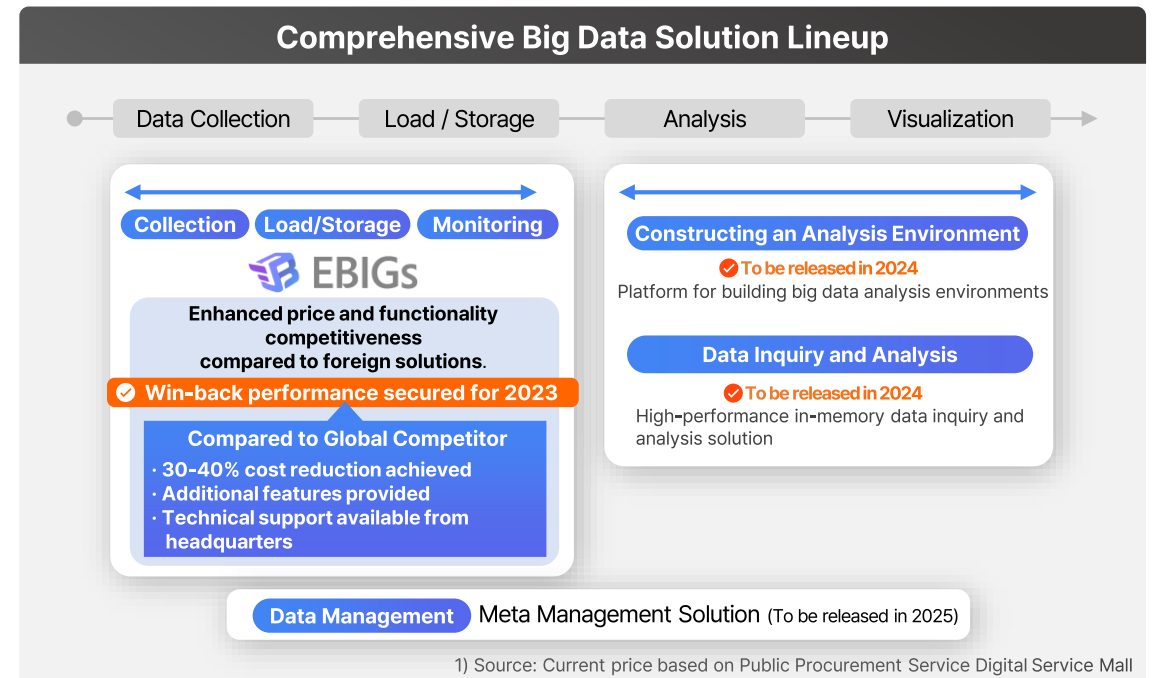 Comprehensive Big Data Solution Lineup
Data Collection
Load / Storage
Analysis
Visualization
Collection
Load/Storage
Monitoring
EBIGs
Enhanced price and functionality
competitiveness
compared to foreign solutions.
Win-back performance secured for 2023
Compared to Global Competitor
· 30-40% cost reduction achieved
· Additional features provided
· Technical support available from
headquarters
Constructing an Analysis Environment
To be released in 2024
Platform for building big data analysis environments
Data Inquiry and Analysis
To be released in 2024
High-performance in-memory data inquiry and
analysis solution
Data Management Meta Management Solution (To be released in 2025)
1) Source: Current price based on Public Procurement Service Digital Service Mall